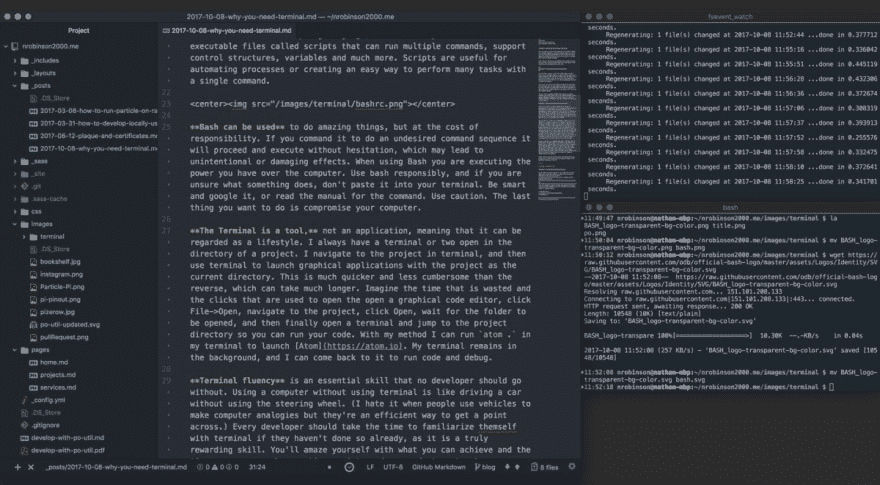 2017-10-08-why-you-need-terminal.md — ~/nrobinson2000.me
Project
nrobinson2000.me
_includes
_layouts
_posts
.DS_Store
2017-03-08-how-to-run-particle-on-ra
2017-03-31-how-to-develop-locally-us
2017-06-12-plaque-and-certificates.m
2017-10-08-why-you-need-terminal.m
_sass
_site
.git
.sass-cache
css
images
terminal
.DS_Store
bookshelf.jpg
instagram.png
Particle-Pi.png
pi-pinout.png
pizerow.jpg
po-util-updated.svg
pullRequest.png
pages
home.md
projects.md
services.md
_config.yml
.DS_Store
.gitignore
develop-with-po-util.md
develop-with-po-util.pdf
2017-10-08-why-you-need-terminal.md
executable files called scripts that can run multiple commands, support
control structures, variables and much more. Scripts are useful for
automating processes or creating an easy way to perform many tasks with
a single command.
22
23 <center><img src="/images/terminal/bashrc.png"></center>
24
25 **Bash can be used** to do amazing things, but at the cost of
responsibility. If you command it to do an undesired command sequence it
will proceed and execute without hesitation, which may lead to
unintentional or damaging effects. When using Bash you are executing the
power you have over the computer. Use bash responsibly, and if you are
unsure what something does, don't paste it into your terminal. Be smart
and google it, or read the manual for the command. Use caution. The last
thing you want to do is compromise your computer.
26
27 **The Terminal is a tool,** not an application, meaning that it can be
regarded as a lifestyle. I always have a terminal or two open in the
directory of a project. I navigate to the project in terminal, and then
use terminal to launch graphical applications with the project as the
current directory. This is much quicker and less cumbersome than the
reverse, which can take much longer. Imagine the time that is wasted and
the clicks that are used to open the open a graphical code editor, click
File->Open, navigate to the project, click Open, wait for the folder to
be opened, and then finally open a terminal and jump to the project
directory so you can run your code. With my method I can run `atom .` in
my terminal to launch [Atom](https://atom.io). My terminal remains in
the background, and I can come back to it to run code and debug.
28
29 **Terminal fluency** is an essential skill that no developer should go
without. Using a computer without using terminal is like driving a car
without using the steering wheel. (I hate it when people use vehicles to
make computer analogies but they're an efficient way to get a point
across.) Every developer should take the time to familiarize themself
with terminal if they haven't done so already, as it is a truly
rewarding skill. You'll amaze yourself with what you can achieve and the
_posts/2017-10-08-why-you-need-terminal.md 0 0 0 31:24
LF UTF-8 GitHub Markdown blog 8 files
fsevent_watch
seconds.
Regenerating: 1 file(s) changed at 2017-10-08 11:52:44 ...done in 0.377712
seconds.
Regenerating: 1 file(s) changed at 2017-10-08 11:55:16 ...done in 0.336042
seconds.
Regenerating: 1 file(s) changed at 2017-10-08 11:55:51 ...done in 0.445119
seconds.
Regenerating: 1 file(s) changed at 2017-10-08 11:56:28 ...done in 0.432306
seconds.
Regenerating: 1 file(s) changed at 2017-10-08 11:56:36 ...done in 0.372674
seconds.
Regenerating: 1 file(s) changed at 2017-10-08 11:57:06 ...done in 0.308319
seconds.
Regenerating: 1 file(s) changed at 2017-10-08 11:57:37 ...done in 0.393913
seconds.
Regenerating: 1 file(s) changed at 2017-10-08 11:57:52 ...done in 0.255576
seconds.
Regenerating: 1 file(s) changed at 2017-10-08 11:57:58 ...done in 0.332475
seconds.
Regenerating: 1 file(s) changed at 2017-10-08 11:58:10 ...done in 0.372641
seconds.
Regenerating: 1 file(s) changed at 2017-10-08 11:58:25 ...done in 0.341701
seconds.
bash
11:49:47 nrobinson@nathan-mbp:~/nrobinson2000.me/images/terminal $ la
BASH_logo-transparent-bg-color.png title.png
po.png
11:50:04 nrobinson@nathan-mbp:~/nrobinson2000.me/images/terminal $ mv BASH_logo-transparent-bg-color.png bash.png
11:50:12 nrobinson@nathan-mbp:~/nrobinson2000.me/images/terminal $ wget https://
raw.githubusercontent.com/odb/official-bash-logo/master/assets/Logos/Identity/SV
G/BASH_logo-transparent-bg-color.svg
--2017-10-08 11:52:08-- https://raw.githubusercontent.com/odb/official-bash-lo
go/master/assets/Logos/Identity/SVG/BASH_logo-transparent-bg-color.svg
Resolving raw.githubusercontent.com... 151.101.208.133
Connecting to raw.githubusercontent.com|151.101.208.133|:443... connected.
HTTP request sent, awaiting response... 200 OK
Length: 10548 (10K) [text/plain]
Saving to: 'BASH_logo-transparent-bg-color.svg'
BASH_logo-transpare 100%[===================>] 10.30K --.-KB/s in 0.04s
2017-10-08 11:52:08 (257 KB/s) - 'BASH_logo-transparent-bg-color.svg' saved [105
48/10548]
11:52:08 nrobinson@nathan-mbp:~/nrobinson2000.me/images/terminal $ mv BASH_logo-
transparent-bg-color.svg bash.svg
11:52:18 nrobinson@nathan-mbp:~/nrobinson2000.me/images/terminal $